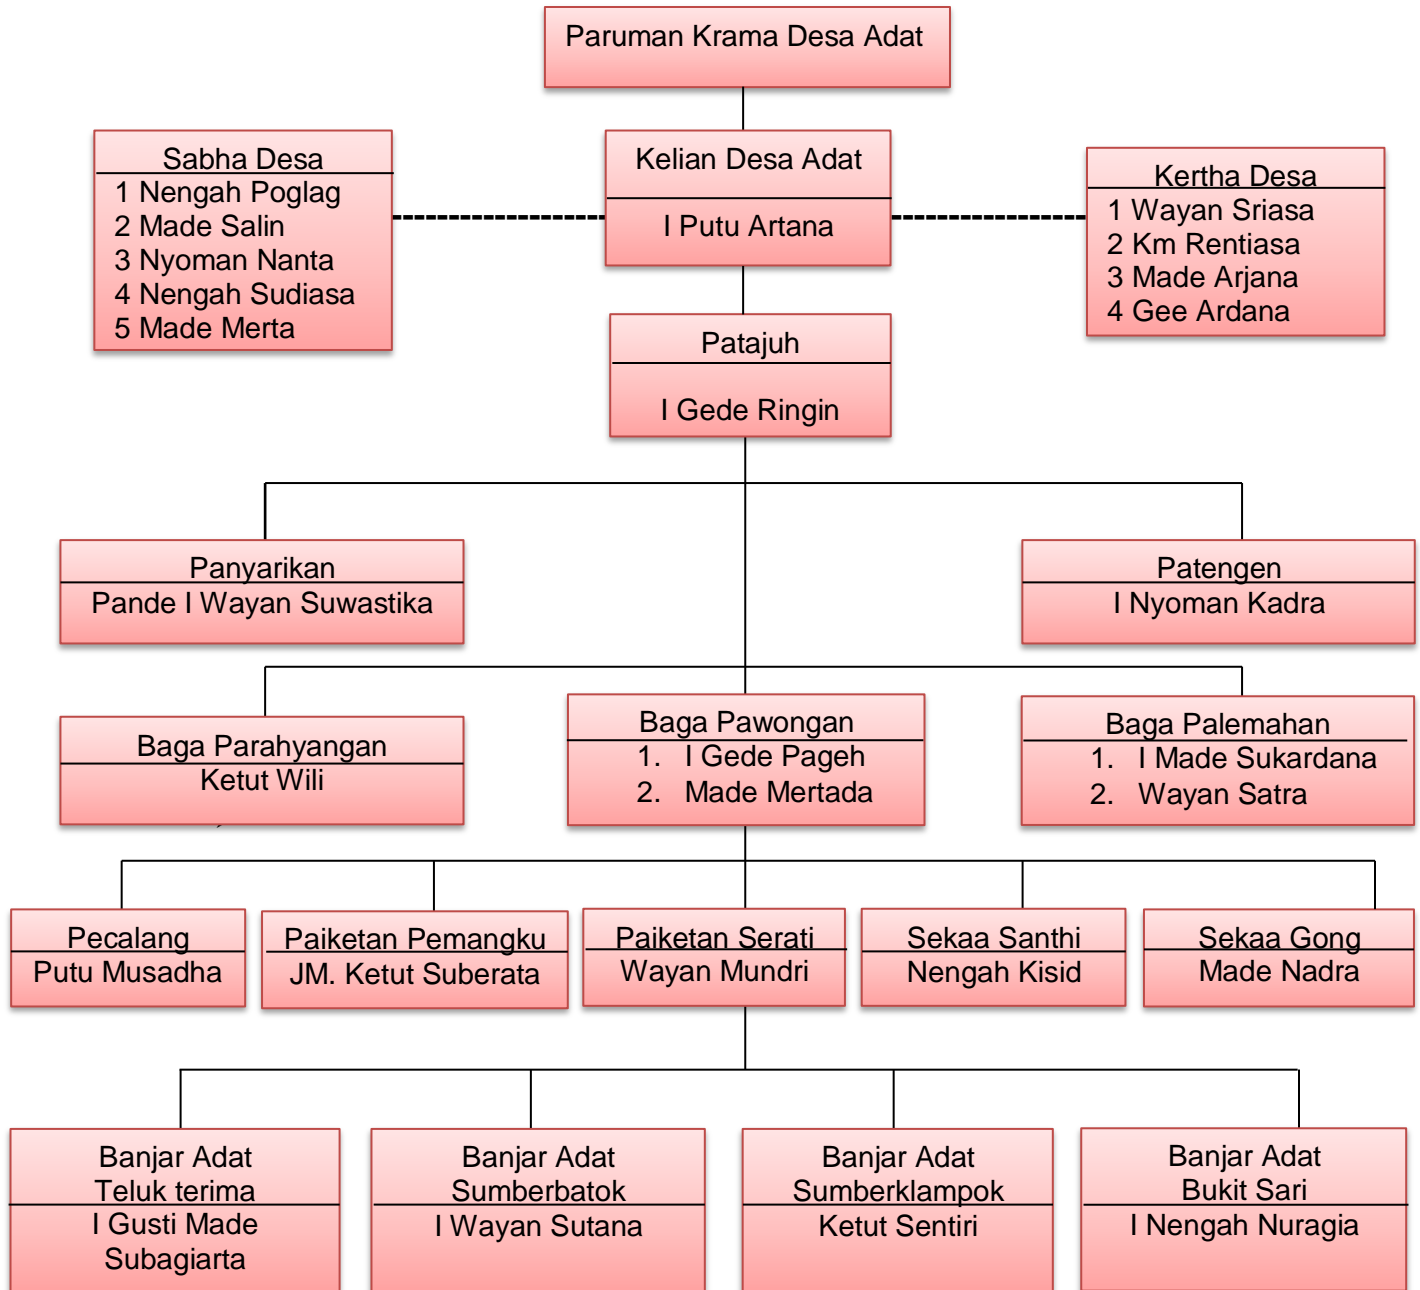 Paruman Krama Desa Adat
Sabha Desa
1 Nengah Poglag
2 Made Salin
3 Nyoman Nanta
4 Nengah Sudiasa
5 Made Merta
Kelian Desa Adat
I Putu Artana
Kertha Desa
1 Wayan Sriasa
2 Km Rentiasa
3 Made Arjana
4 Gee Ardana
Patajuh
I Gede Ringin
Panyarikan
Pande I Wayan Suwastika
Patengen
I Nyoman Kadra
Baga Parahyangan
Ketut Wili
Baga Pawongan
1. I Gede Pageh
2. Made Mertada
Baga Palemahan
1. I Made Sukardana
2. Wayan Satra
Pecalang
Putu Musadha
Paiketan Pemangku
JM. Ketut Suberata
Paiketan Serati
Wayan Mundri
Sekaa Santhi
Nengah Kisid
Sekaa Gong
Made Nadra
Banjar Adat
Teluk terima
I Gusti Made
Subagiarta
Banjar Adat
Sumberbatok
I Wayan Sutana
Banjar Adat
Sumberklampok
Ketut Sentiri
Banjar Adat
Bukit Sari
I Nengah Nuragia